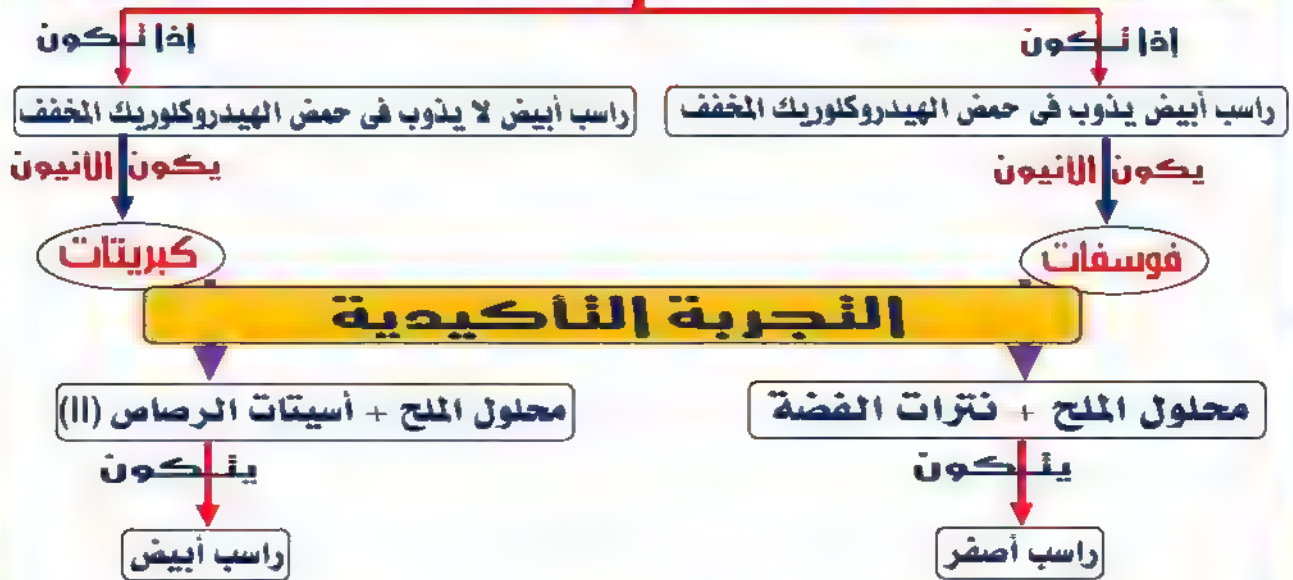 إذا تكون
إذا تكون
راسب أبيض يذوب فى حمض الهيدروكلوريك المخفف
راسب أبيض لا يذوب فى حمض الهيدروكلوريك المخفف
يكون الأنيون
يكون الأنيون
فوسفات
كبريتات
التجربة التأكيدية
محلول الملح + نترات الفضة
محلول الملح + أسيتات الرصاص (II)
يتكون
يتكون
راسب أصفر
راسب أبيض